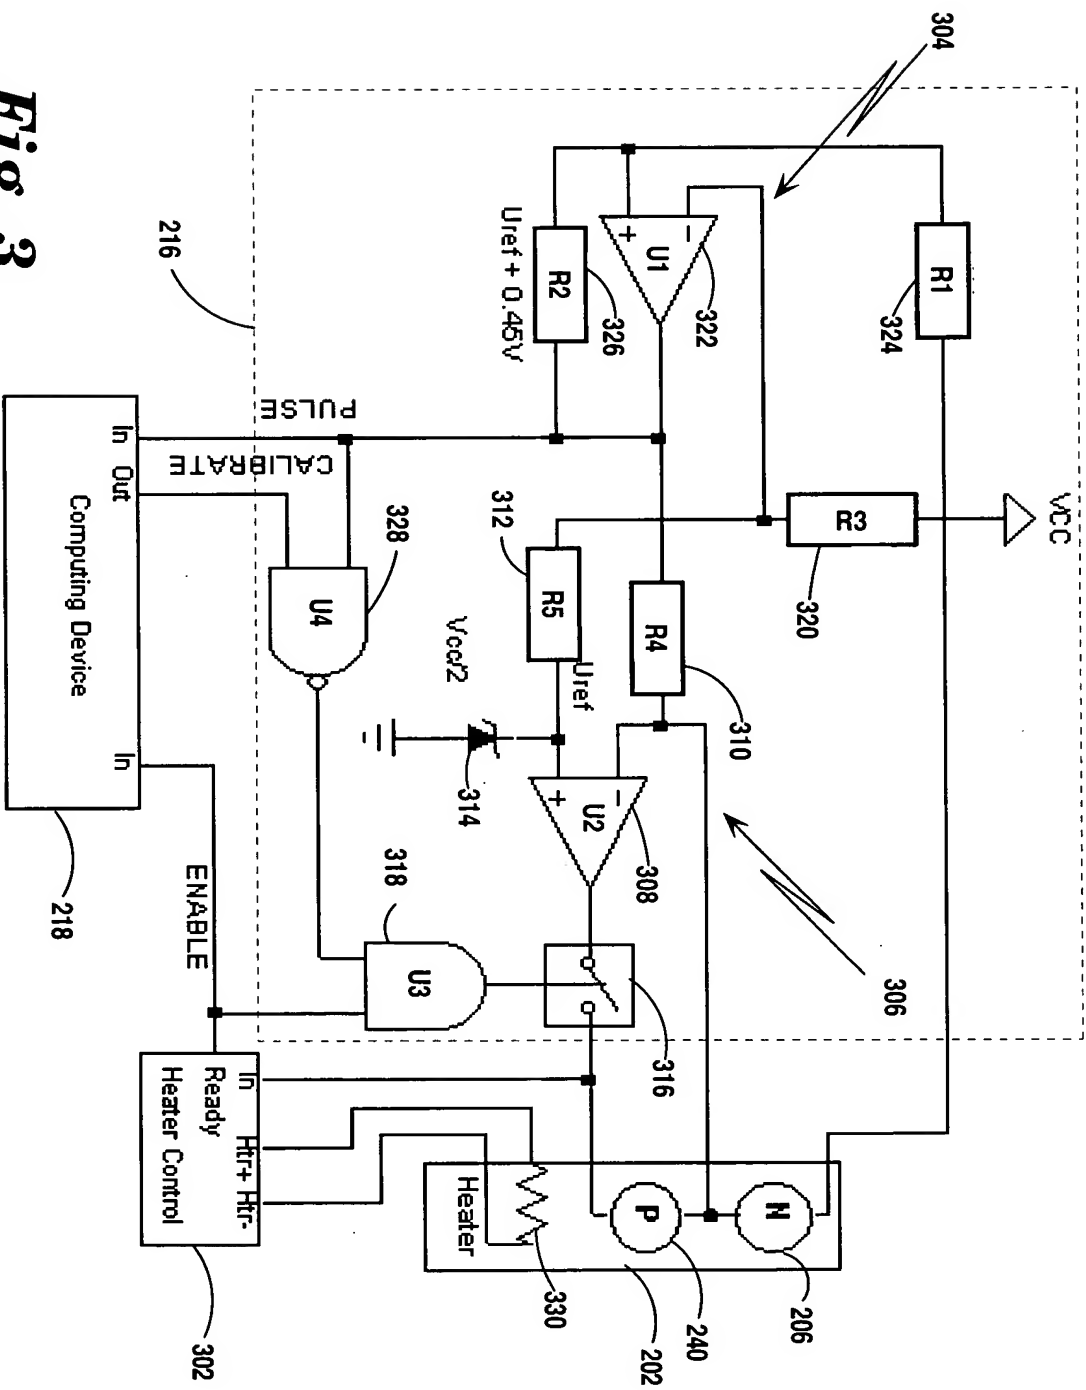 304
R1
324
VCC
R3
320
U1
-
+
322
R2
326
Uref + 0.45V
R4
310
R5
312
Uref
Vcc/2
314
U2
-
+
308
306
316
PULSE
CALIBRATE
U4
328
U3
318
216
In
Out
In
Computing Device
218
ENABLE
In
Ready
Htr+
Htr-
Heater Control
302
N
206
P
240
Heater
330
202
Fig. 3